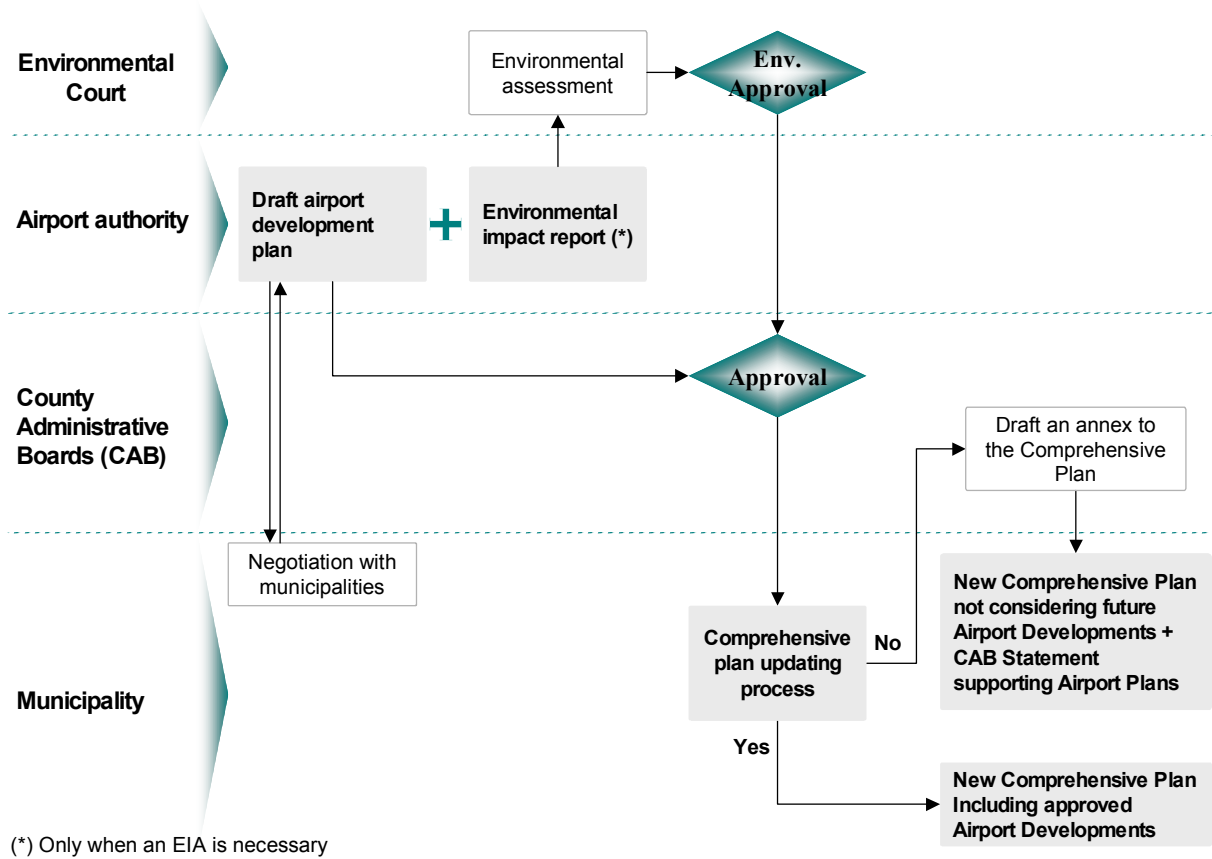 Environmental
Court
Environmental
assessment
Env.
Approval
Airport authority
Draft airport
development
plan
+
Environmental
impact report (*)
County
Administrative
Boards (CAB)
Approval
Draft an annex to
the Comprehensive
Plan
Municipality
Negotiation with
municipalities
Comprehensive
plan updating
process
No
New Comprehensive Plan
not considering future
Airport Developments +
CAB Statement
supporting Airport Plans
Yes
New Comprehensive Plan
Including approved
Airport Developments
(*) Only when an EIA is necessary